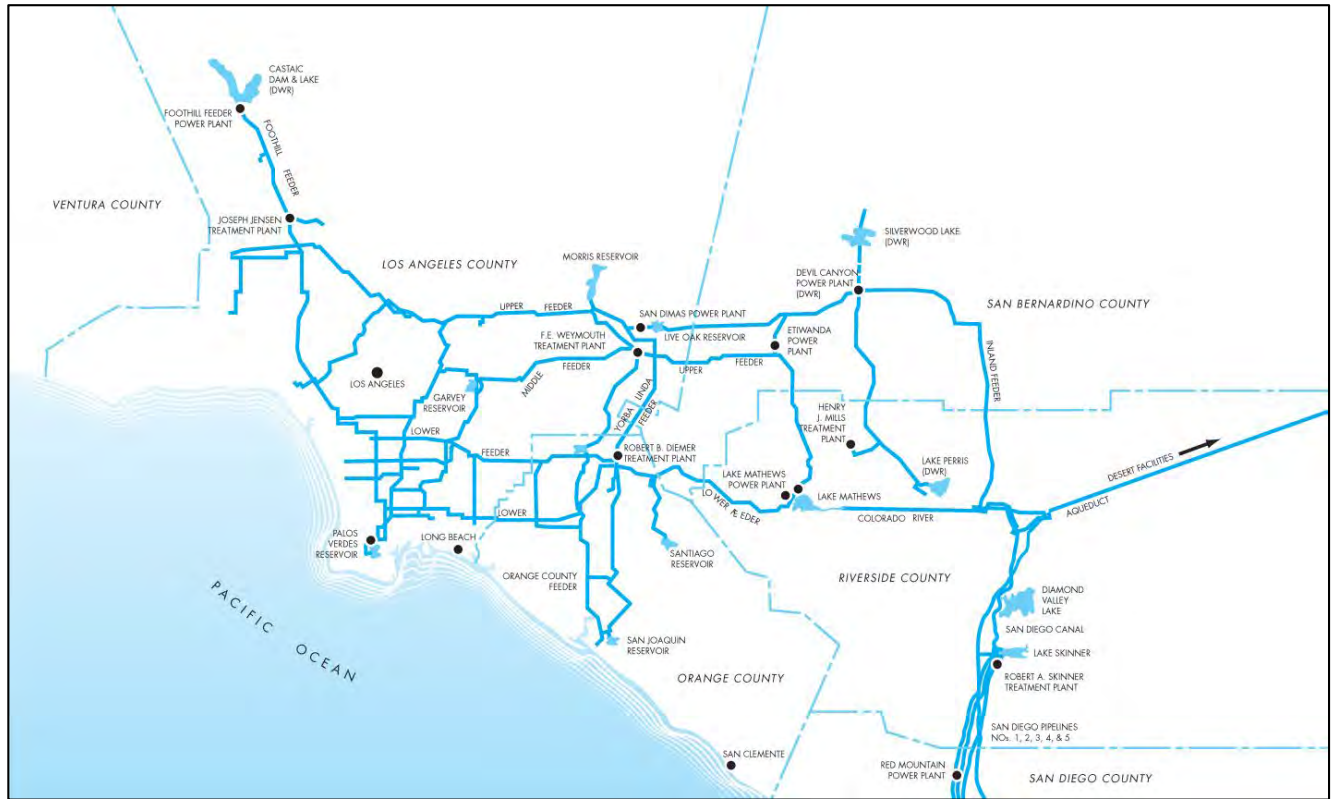 CASTAIC
DAM & LAKE
(DWR)
FOOTHILL FEEDER
POWER PLANT
FOOTHILL
FEEDER
VENTURA COUNTY
JOSEPH JENSEN
TREATMENT PLANT
LOS ANGELES COUNTY
MORRIS RESERVOIR
SILVERWOOD LAKE
(DWR)
DEVIL CANYON
POWER PLANT
(DWR)
SAN BERNARDINO COUNTY
UPPER FEEDER
SAN DIMAS POWER PLANT
LIVE OAK RESERVOIR
F.E. WEYMOUTH
TREATMENT PLANT
ETIWANDA
POWER
PLANT
UPPER FEEDER
INLAND FEEDER
MIDDLE FEEDER
LOS ANGELES
GARVEY
RESERVOIR
YORBA LINDA
FEEDER
HENRY
J. MILLS
TREATMENT
PLANT
LOWER
FEEDER
ROBERT B. DIEMER
TREATMENT PLANT
LAKE PERRIS
(DWR)
DESERT FACILITIES
LAKE MATHEWS
POWER PLANT
LAKE MATHEWS
LOWER FEEDER
COLORADO RIVER
AQUEDUCT
LOWER
PALOS
VERDES
RESERVOIR
LONG BEACH
SANTIAGO
RESERVOIR
ORANGE COUNTY
FEEDER
RIVERSIDE COUNTY
DIAMOND
VALLEY
LAKE
PACIFIC OCEAN
SAN JOAQUIN
RESERVOIR
SAN DIEGO CANAL
LAKE SKINNER
ORANGE COUNTY
ROBERT A. SKINNER
TREATMENT PLANT
SAN DIEGO PIPELINES
NOs. 1, 2, 3, 4, & 5
SAN CLEMENTE
RED MOUNTAIN
POWER PLANT
SAN DIEGO COUNTY